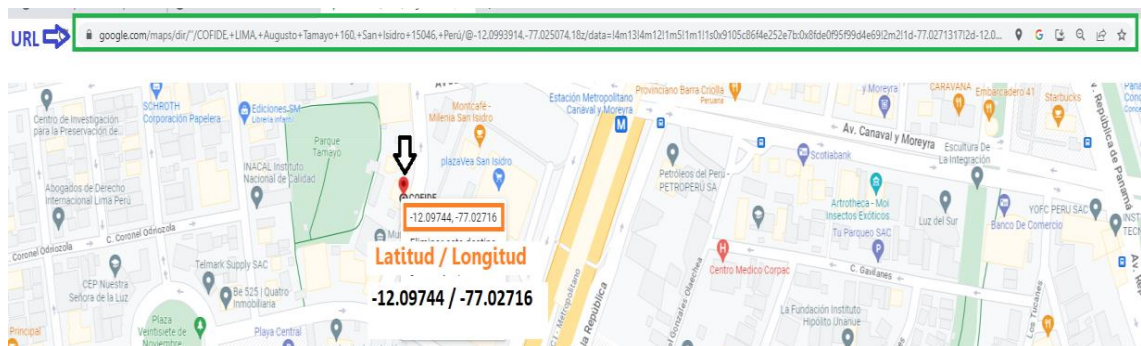 URL
google.com/maps/dir/"/COFIDE,+LIMA,+Augusto+Tamayo+160,+San+Isidro+15046,+Perú/@-12.0993914,-77.025074,18z/data=!4m13!4m12!1m5!1m1!1s0x9105c86f4e252e7b:0x8fde0f95f99d4e69!2m2!1d-77.0271317!2d-12.0...
Centro de Investigación
para la Preservación de...
SCHROTH
Corporación Papelera
Ediciones SM
Librería infantil
Parque
Tamayo
Montcafé -
Milenia San Isidro
plazaVea San Isidro
Estación Metropolitano
Canaval y Moreyra
Provinciano Barra Criolla
Peruana
y Moreyra
CARAVANA
Embarcadero 41
Starbucks
Av. República de Panamá
Av. Canaval y Moreyra
Escultura De
La Integración
Scotiabank
INACAL Instituto
Nacional de Calidad
COFIDE
-12.09744, -77.02716
Latitud / Longitud
-12.09744 / -77.02716
Abogados de Derecho
Internacional Lima Perú
Petróleos del Perú -
PETROPERÚ SA
Artrotheca - Moi
Insectos Exóticos
Tu Parqueo SAC
Luz del Sur
YOFC PERU SAC
Banco De Comercio
Coronel Odriozola
C. Coronel Odriozola
Telmark Supply SAC
Centro Medico Corpac
C. Gavilanes
CEP Nuestra
Señora de la Luz
Be 525 | Quatro
Inmobiliaria
La Fundación Instituto
Hipólito Unanue
Los Tucanes
Plaza
Veintisiete de
Noviembre
Principal
Playa Central
Metropolitano
la República